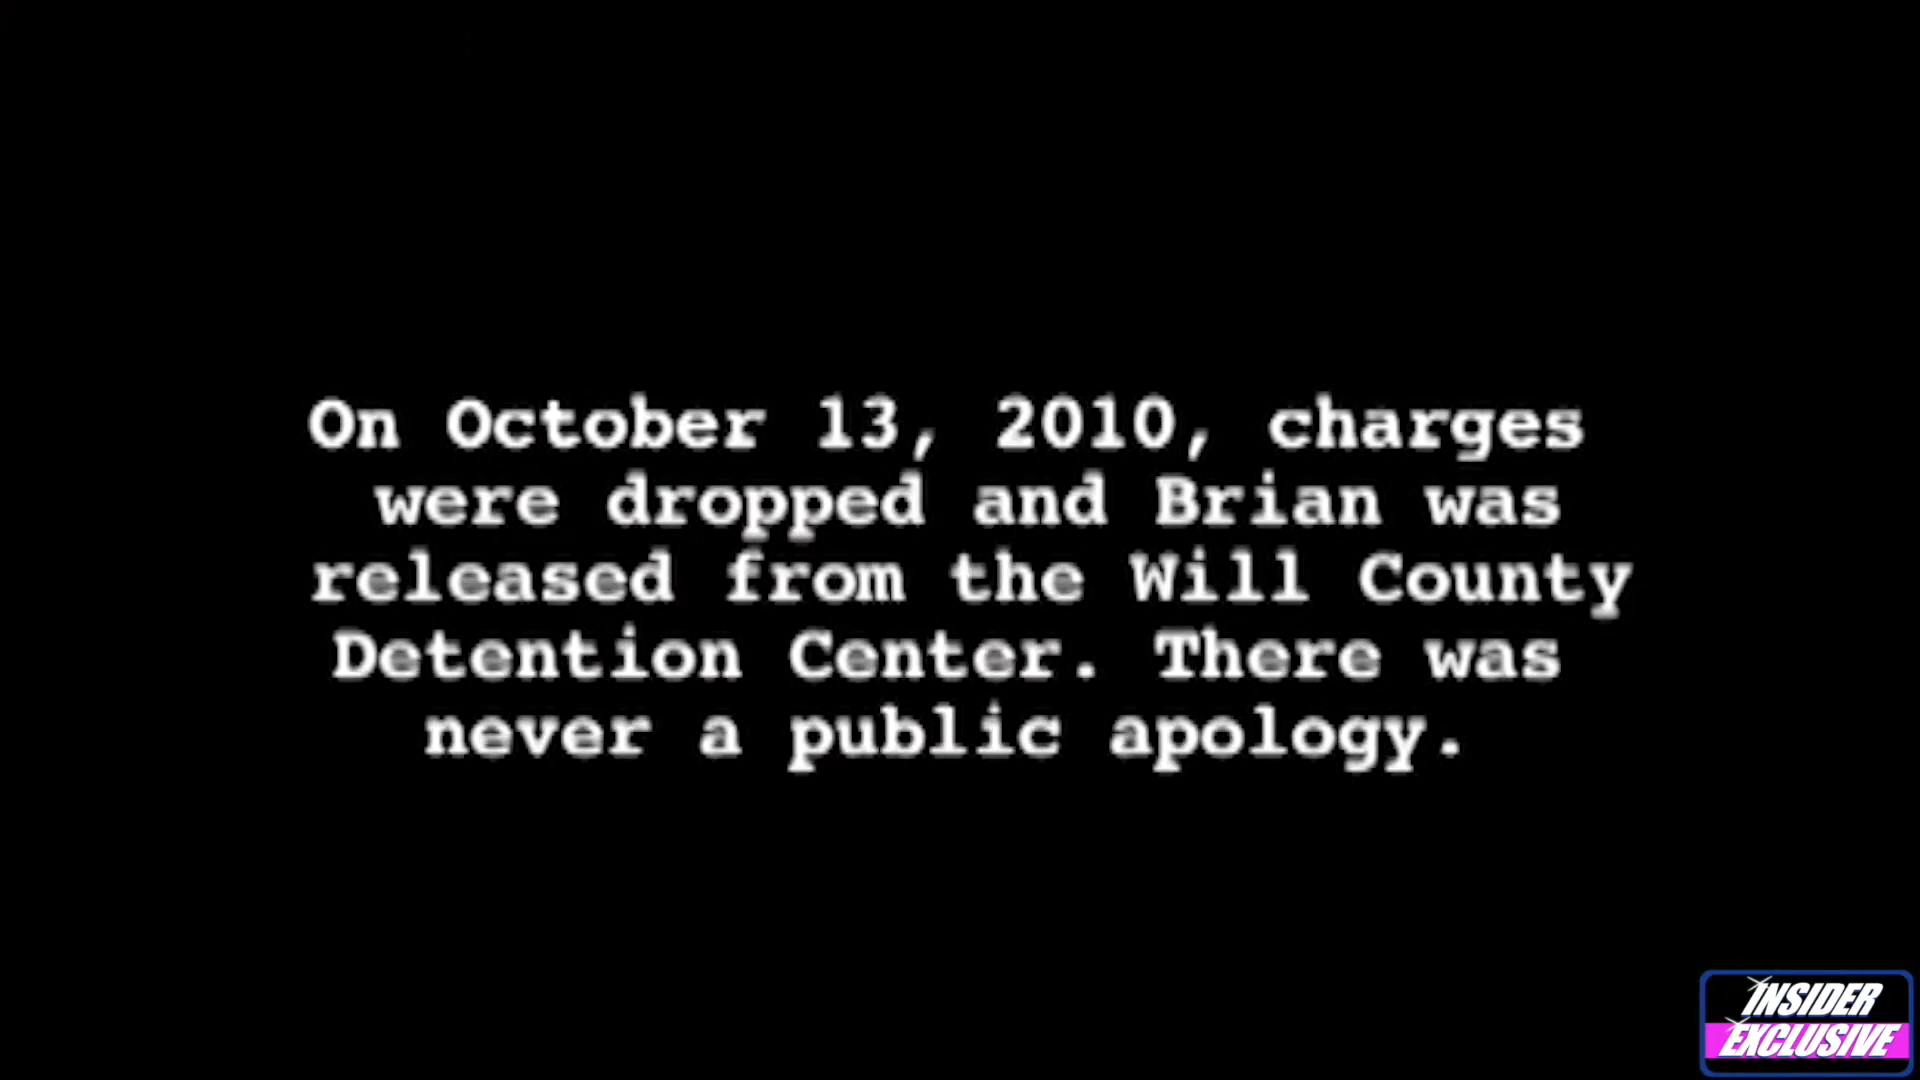 On October 13, 2010, charges
were dropped and Brian was
released from the Will County
Detention Center. There was
never a public apology.
INSIDER
EXCLUSIVE